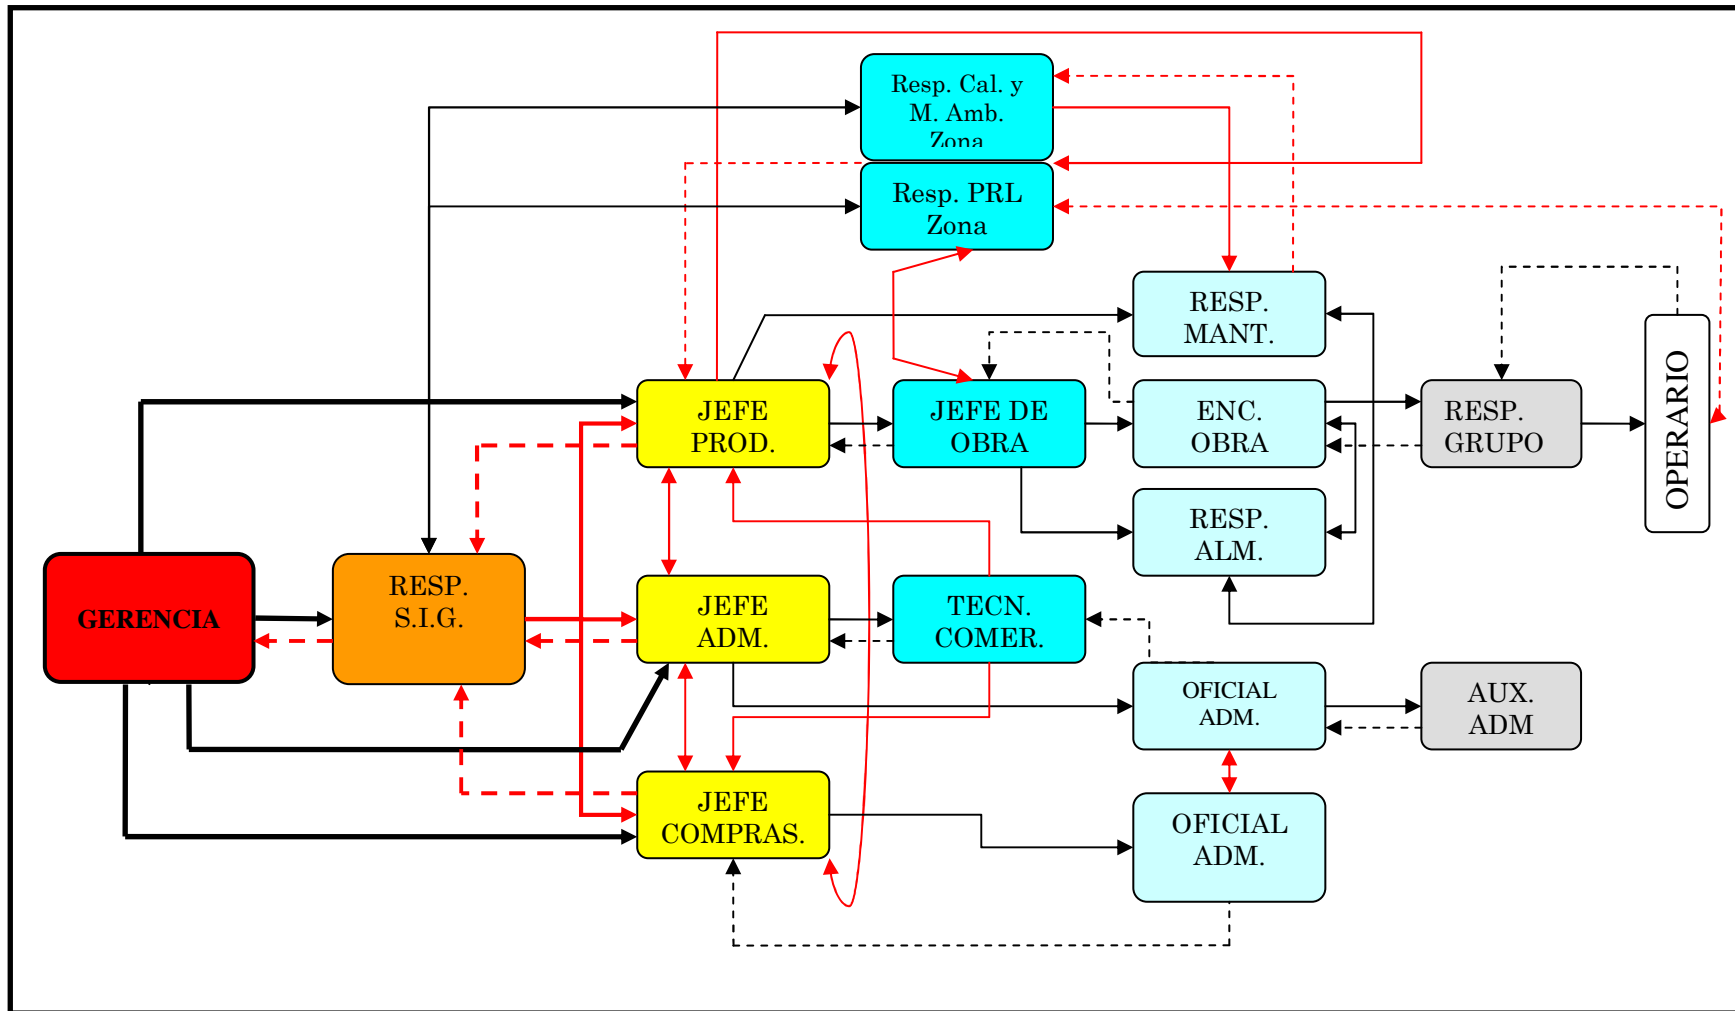 Resp. Cal. y
M. Amb.
Zona
Resp. PRL
Zona
RESP.
MANT.
JEFE
PROD.
JEFE DE
OBRA
ENC.
OBRA
RESP.
GRUPO
OPERARIO
RESP.
ALM.
GERENCIA
RESP.
S.I.G.
JEFE
ADM.
TECN.
COMER.
OFICIAL
ADM.
AUX.
ADM
JEFE
COMPRAS.
OFICIAL
ADM.